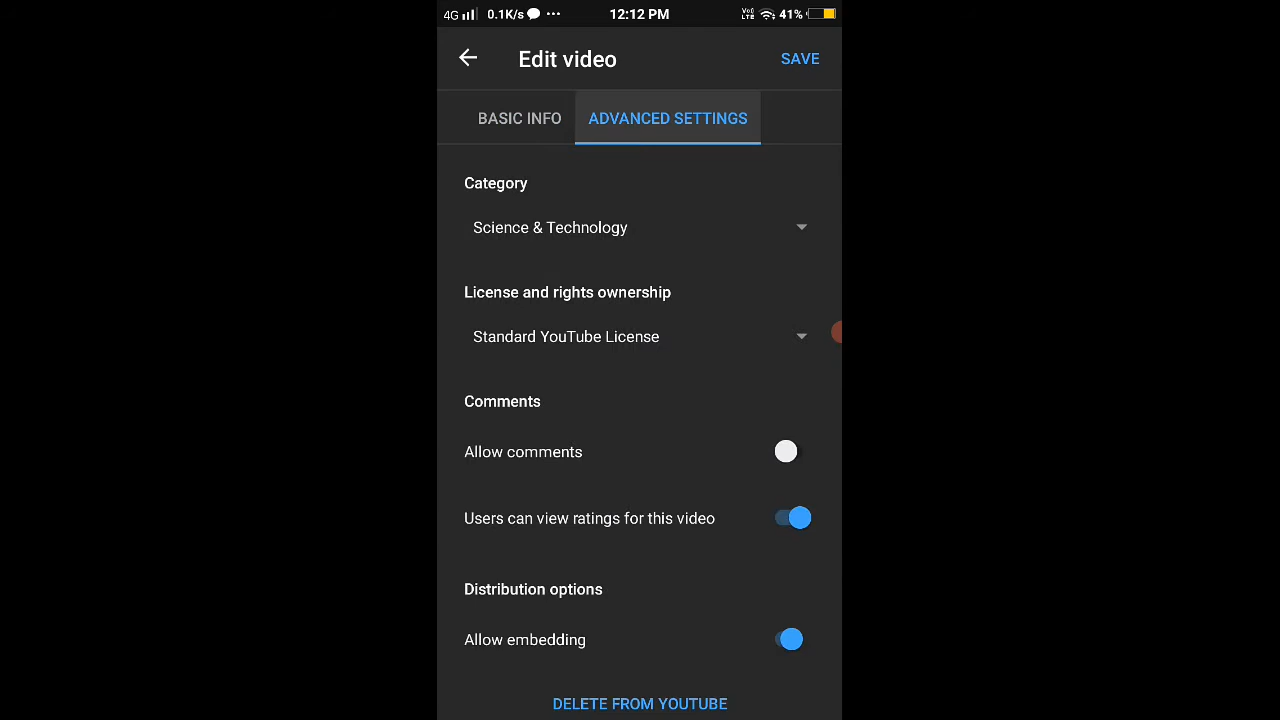 4G 0.1K/s ... 12:12 PM VoD LTE 41%
Edit video SAVE
BASIC INFO ADVANCED SETTINGS
Category
Science & Technology
License and rights ownership
Standard YouTube License
Comments
Allow comments
Users can view ratings for this video
Distribution options
Allow embedding
DELETE FROM YOUTUBE